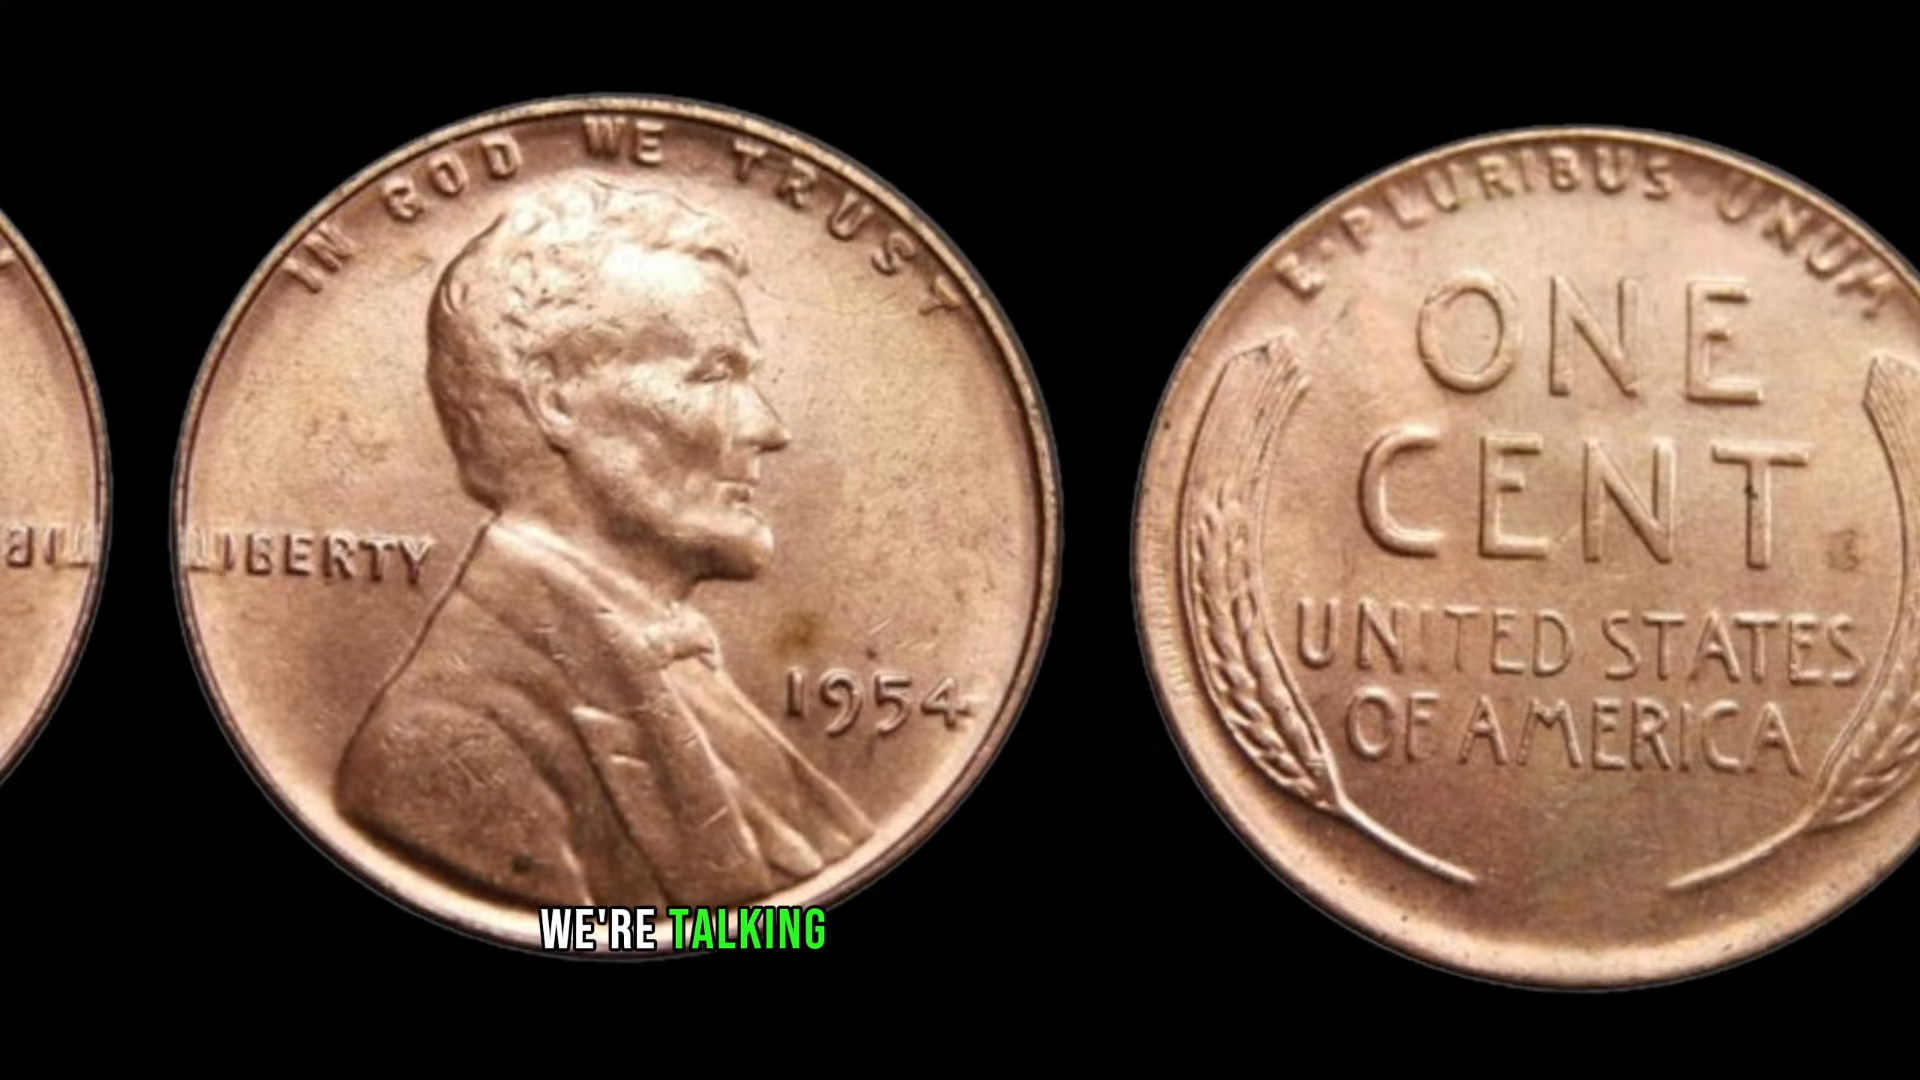 IN GOD WE TRUST
LIBERTY
1954
E·PLURIBUS·UNUM
ONE
CENT
UNITED STATES
OF AMERICA
WE'RE TALKING